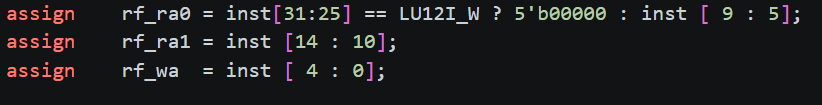 assign    rf_ra0 = inst[31:25] == LU12I_W ? 5'b00000 : inst [ 9 : 5];
assign    rf_ra1 = inst [14 : 10];
assign    rf_wa  = inst [ 4 : 0];